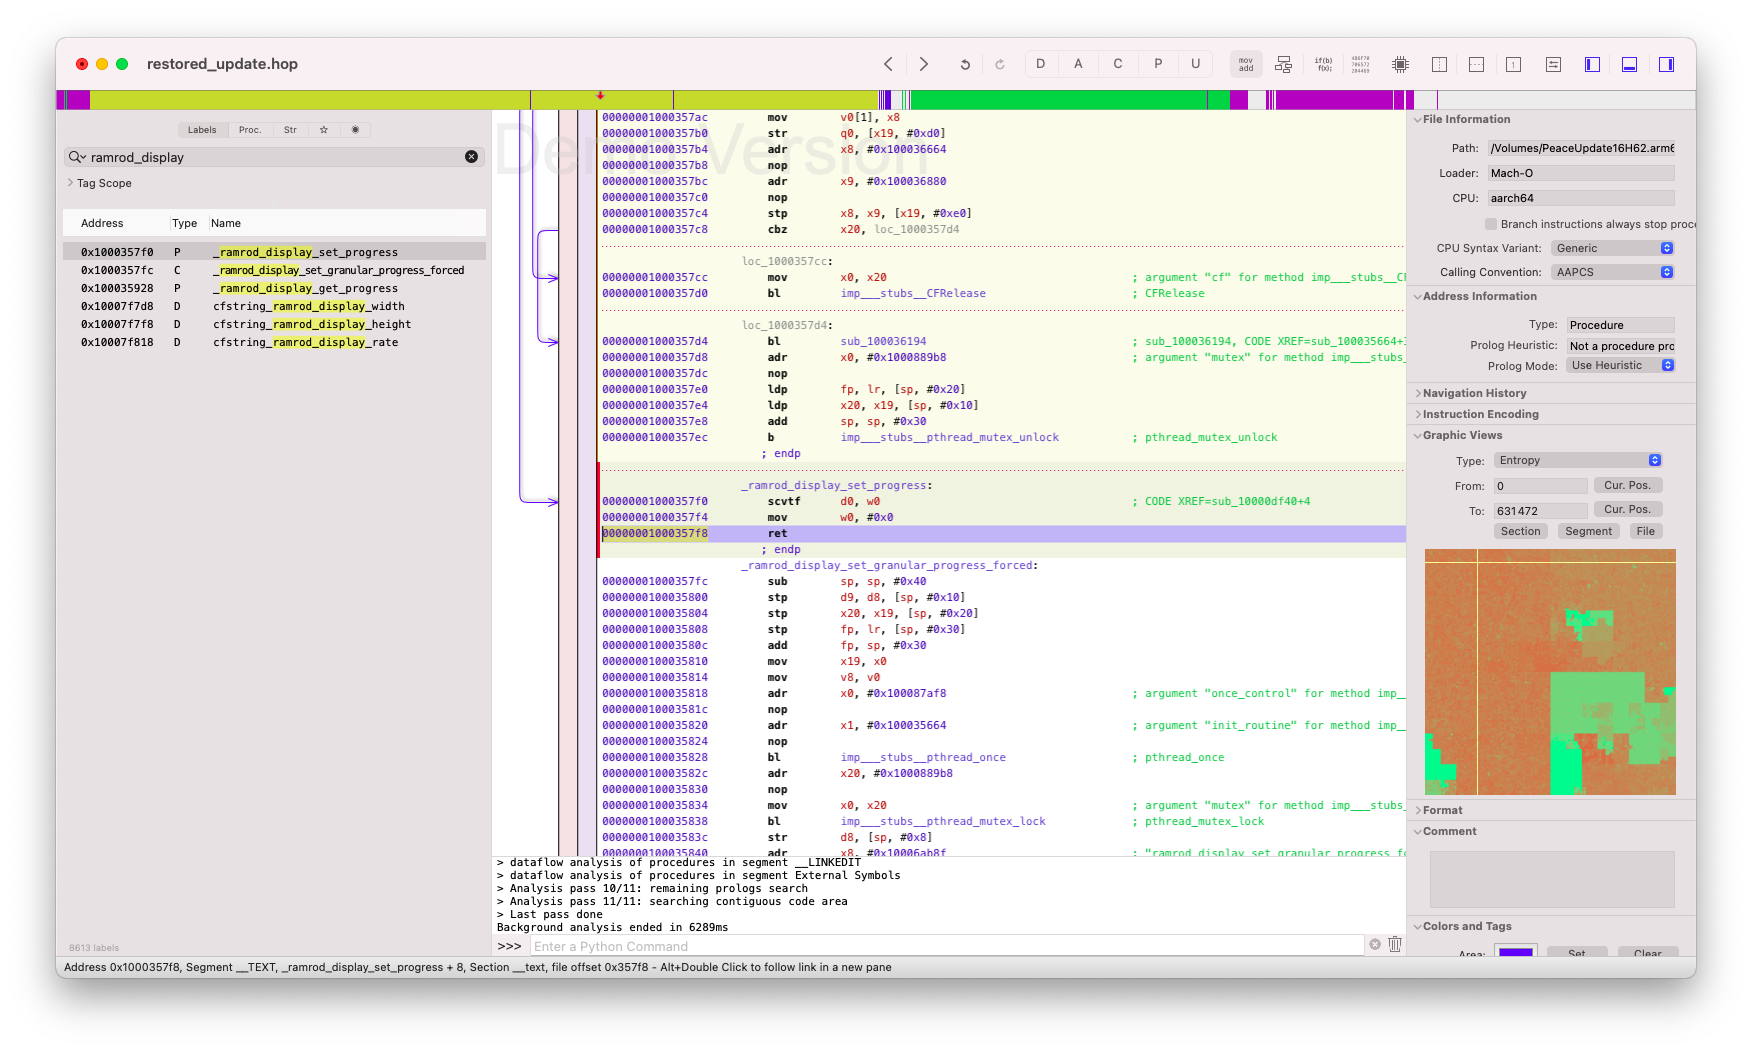 restored_update.hop
D A C P U
mov add
if(b) f(x);
Labels Proc. Str
ramrod_display
Tag Scope
Address Type Name
0x1000357f0 P _ramrod_display_set_progress
0x1000357fc C _ramrod_display_set_granular_progress_forced
0x100035928 P _ramrod_display_get_progress
0x10007f7d8 D cfstring_ramrod_display_width
0x10007f7f8 D cfstring_ramrod_display_height
0x10007f818 D cfstring_ramrod_display_rate
8613 labels
Demo Version
00000001000357ac mov v0[1], x8
00000001000357b0 str q0, [x19, #0xd0]
00000001000357b4 adr x8, #0x100036664
00000001000357b8 nop
00000001000357bc adr x9, #0x100036880
00000001000357c0 nop
00000001000357c4 stp x8, x9, [x19, #0xe0]
00000001000357c8 cbz x20, loc_1000357d4
loc_1000357cc:
00000001000357cc mov x0, x20 ; argument "cf" for method imp___stubs__CF
00000001000357d0 bl imp___stubs__CFRelease ; CFRelease
loc_1000357d4:
00000001000357d4 bl sub_100036194 ; sub_100036194, CODE XREF=sub_100035664+
00000001000357d8 adr x0, #0x1000889b8 ; argument "mutex" for method imp___stubs_
00000001000357dc nop
00000001000357e0 ldp fp, lr, [sp, #0x20]
00000001000357e4 ldp x20, x19, [sp, #0x10]
00000001000357e8 add sp, sp, #0x30
00000001000357ec b imp___stubs__pthread_mutex_unlock ; pthread_mutex_unlock
; endp
_ramrod_display_set_progress:
00000001000357f0 scvtf d0, w0 ; CODE XREF=sub_10000df40+4
00000001000357f4 mov w0, #0x0
00000001000357f8 ret
; endp
_ramrod_display_set_granular_progress_forced:
00000001000357fc sub sp, sp, #0x40
0000000100035800 stp d9, d8, [sp, #0x10]
0000000100035804 stp x20, x19, [sp, #0x20]
0000000100035808 stp fp, lr, [sp, #0x30]
000000010003580c add fp, sp, #0x30
0000000100035810 mov x19, x0
0000000100035814 mov v8, v0
0000000100035818 adr x0, #0x100087af8 ; argument "once_control" for method imp__
000000010003581c nop
0000000100035820 adr x1, #0x100035664 ; argument "init_routine" for method imp__
0000000100035824 nop
0000000100035828 bl imp___stubs__pthread_once ; pthread_once
000000010003582c adr x20, #0x1000889b8
0000000100035830 nop
0000000100035834 mov x0, x20 ; argument "mutex" for method imp___stubs_
0000000100035838 bl imp___stubs__pthread_mutex_lock ; pthread_mutex_lock
000000010003583c str d8, [sp, #0x8]
0000000100035840 adr x8, #0x10006ab8f ; "ramrod_display_set_granular_progress_f
> dataflow analysis of procedures in segment __LINKEDIT
> dataflow analysis of procedures in segment External Symbols
> Analysis pass 10/11: remaining prologs search
> Analysis pass 11/11: searching contiguous code area
> Last pass done
Background analysis ended in 6289ms
>>> Enter a Python Command
File Information
Path: /Volumes/PeaceUpdate16H62.arm6
Loader: Mach-O
CPU: aarch64
Branch instructions always stop proc
CPU Syntax Variant: Generic
Calling Convention: AAPCS
Address Information
Type: Procedure
Prolog Heuristic: Not a procedure pro
Prolog Mode: Use Heuristic
Navigation History
Instruction Encoding
Graphic Views
Type: Entropy
From: 0 Cur. Pos.
To: 631472 Cur. Pos.
Section Segment File
Format
Comment
Colors and Tags
Area: Set Clear
Address 0x1000357f8, Segment __TEXT, _ramrod_display_set_progress + 8, Section __text, file offset 0x357f8 - Alt+Double Click to follow link in a new pane